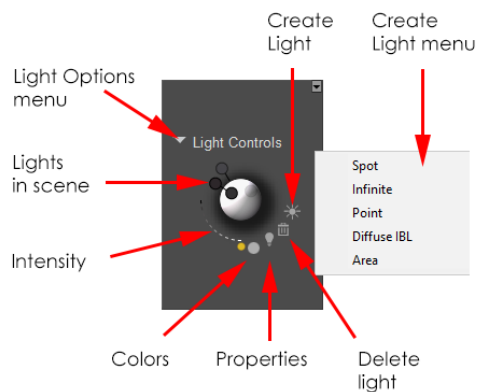 Create
Light
Create
Light menu
Light Options
menu
Light Controls
Lights
in scene
Spot
Infinite
Point
Diffuse IBL
Area
Intensity
Colors
Properties
Delete
light